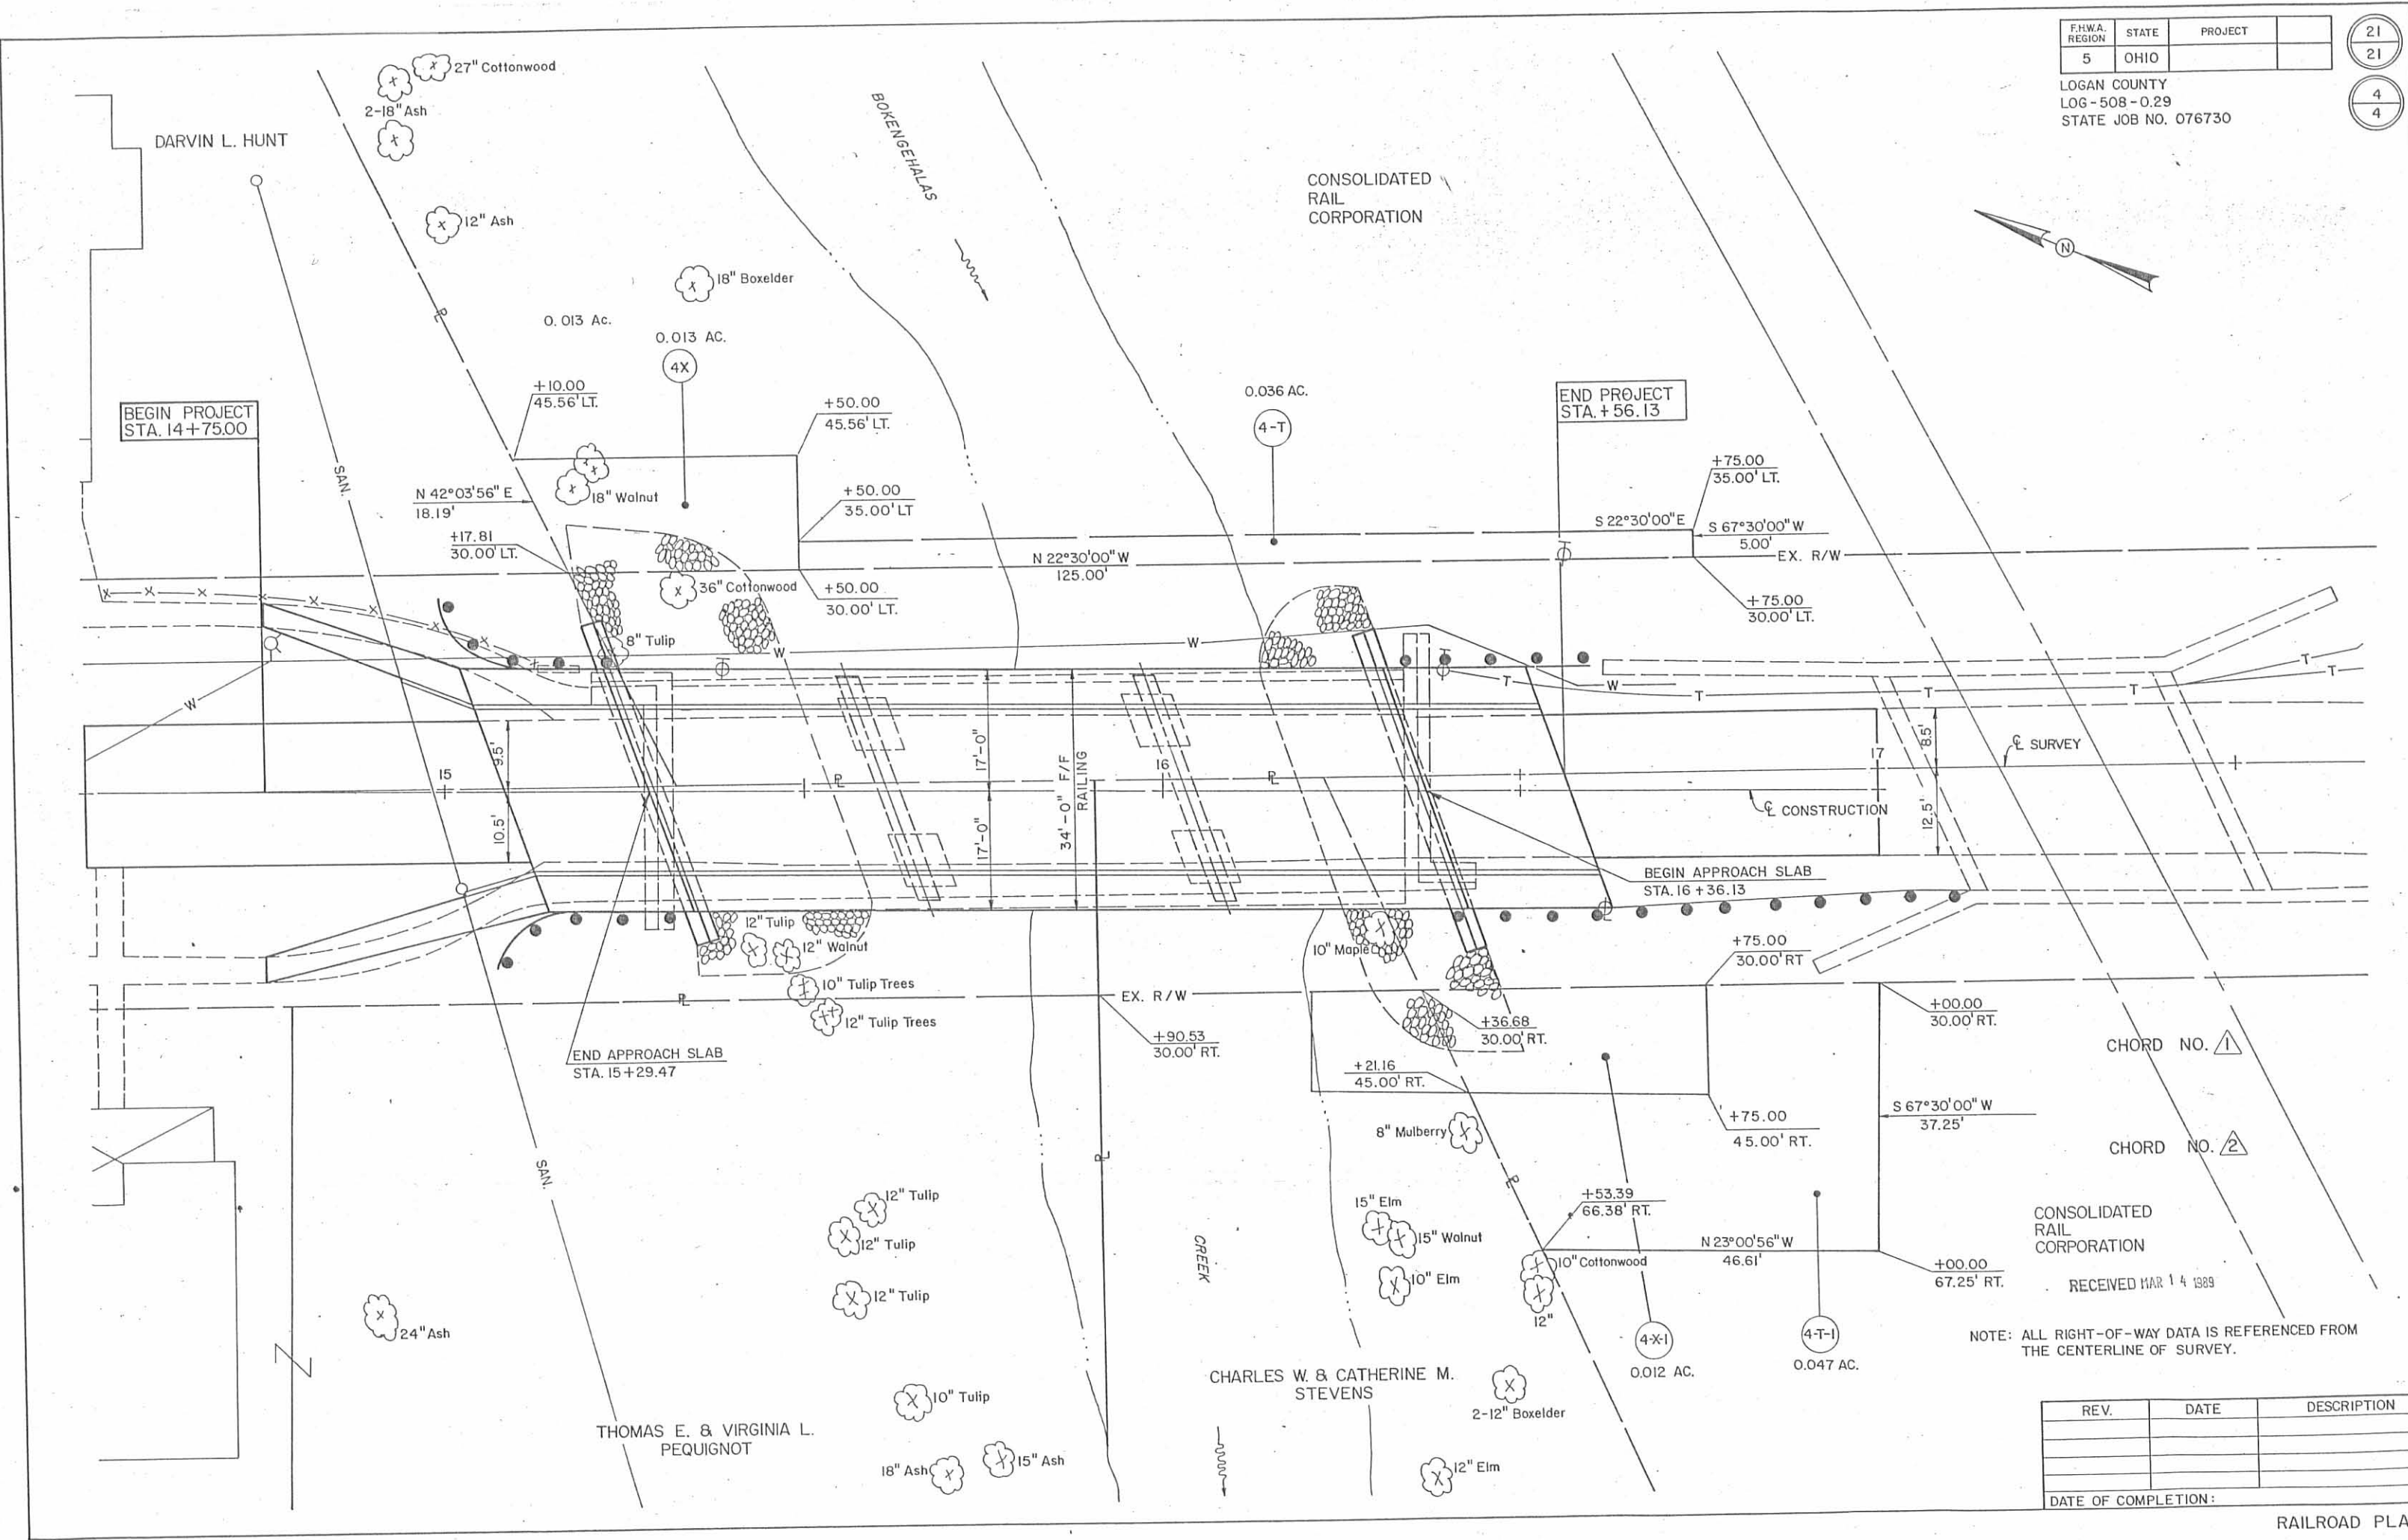 F.H.W.A. REGION STATE PROJECT
5 OHIO
21
21
LOGAN COUNTY
LOG-508-0.29
STATE JOB NO. 076730
4
4
27" Cottonwood
2-18" Ash
DARVIN L. HUNT
12" Ash
BOKENGEHALAS
CONSOLIDATED
RAIL
CORPORATION
N
18" Boxelder
0.013 Ac.
0.013 AC.
4X
P L
+10.00
45.56' LT.
+50.00
45.56' LT.
0.036 AC.
4-T
END PROJECT
STA. +56.13
BEGIN PROJECT
STA. 14+75.00
SAN.
N 42°03'56" E
18.19'
18" Walnut
+50.00
35.00' LT
+75.00
35.00' LT.
+17.81
30.00' LT.
S 22°30'00" E
S 67°30'00" W
5.00'
N 22°30'00" W
125.00'
EX. R/W
36" Cottonwood
+50.00
30.00' LT.
+75.00
30.00' LT.
8" Tulip
W
W
W
W
T
T
T
T
T
9.5'
10.5'
15
17'-0"
17'-0"
34'-0" F/F
RAILING
16
17
8.5'
12.5'
C L SURVEY
C L CONSTRUCTION
BEGIN APPROACH SLAB
STA. 16+36.13
12" Tulip
12" Walnut
10" Tulip Trees
12" Tulip Trees
10" Maple
+75.00
30.00' RT
EX. R/W
+90.53
30.00' RT.
+36.68
30.00' RT.
+00.00
30.00' RT.
END APPROACH SLAB
STA. 15+29.47
+21.16
45.00' RT.
CHORD NO. 1
+75.00
45.00' RT.
S 67°30'00" W
37.25'
8" Mulberry
CHORD NO. 2
SAN.
12" Tulip
12" Tulip
12" Tulip
CREEK
15" Elm
15" Walnut
10" Elm
+53.39
66.38' RT.
10" Cottonwood
12"
N 23°00'56" W
46.61'
+00.00
67.25' RT.
CONSOLIDATED
RAIL
CORPORATION
RECEIVED MAR 14 1989
24" Ash
4-X-1
0.012 AC.
4-T-1
0.047 AC.
NOTE: ALL RIGHT-OF-WAY DATA IS REFERENCED FROM
THE CENTERLINE OF SURVEY.
CHARLES W. & CATHERINE M.
STEVENS
10" Tulip
2-12" Boxelder
THOMAS E. & VIRGINIA L.
PEQUIGNOT
18" Ash
15" Ash
12" Elm
REV. DATE DESCRIPTION
DATE OF COMPLETION:
RAILROAD PLA